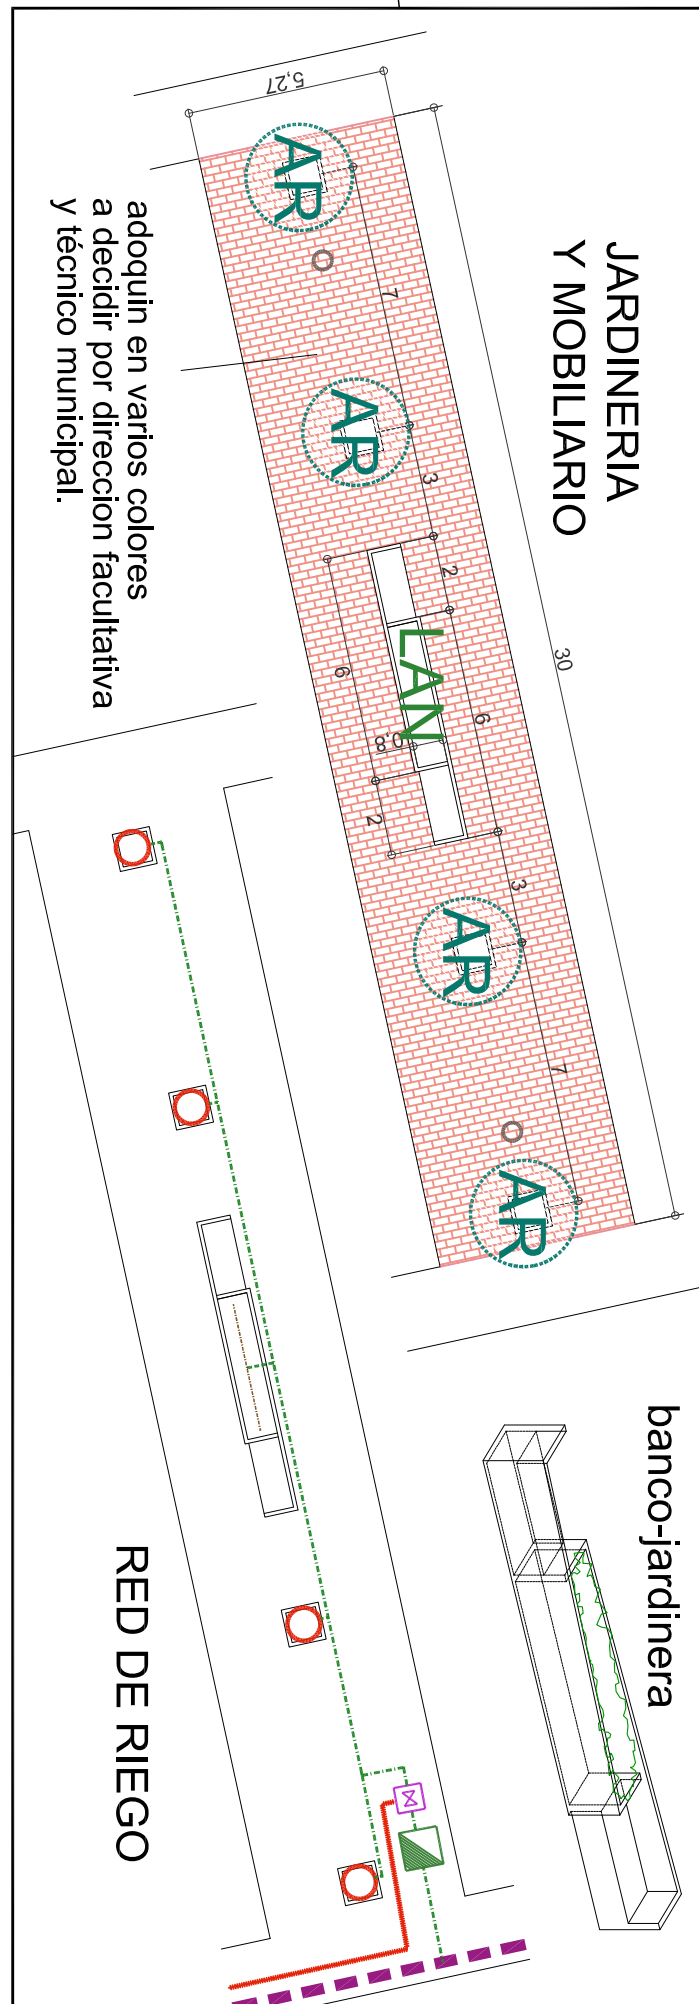 JARDINERIA
Y MOBILIARIO
5,27
30
AR
7
AR
3
2
LAN
6
6
0,8
2
3
AR
7
AR
adoquin en varios colores
a decidir por direccion facultativa
y técnico municipal.
banco-jardinera
RED DE RIEGO